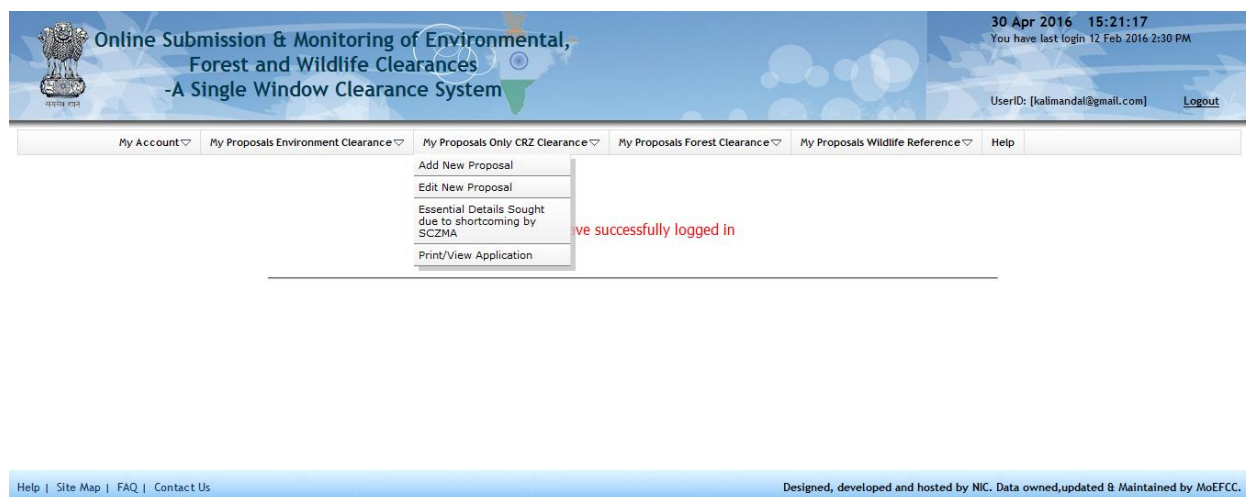 Online Submission & Monitoring of Environmental,
Forest and Wildlife Clearances
-A Single Window Clearance System
सत्यमेव जयते
30 Apr 2016 15:21:17
You have last login 12 Feb 2016 2:30 PM
UserID: [kalimandal@gmail.com] Logout
My Account My Proposals Environment Clearance My Proposals Only CRZ Clearance My Proposals Forest Clearance My Proposals Wildlife Reference Help
Add New Proposal
Edit New Proposal
Essential Details Sought
due to shortcoming by
SCZMA
Print/View Application
ve successfully logged in
Help | Site Map | FAQ | Contact Us
Designed, developed and hosted by NIC. Data owned,updated & Maintained by MoEFCC.